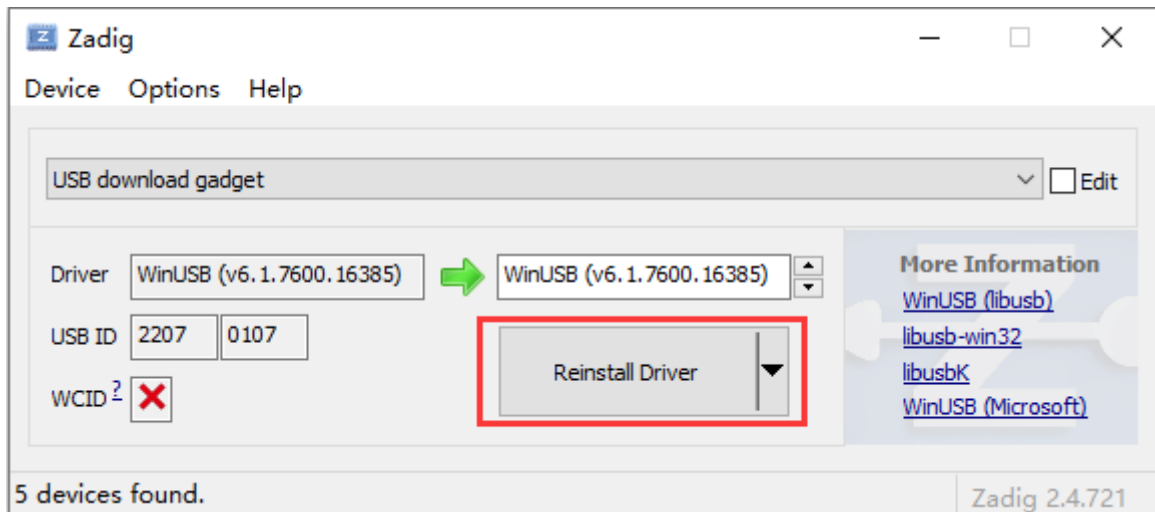 Zadig
Device Options Help
USB download gadget
Edit
Driver WinUSB (v6.1.7600.16385) WinUSB (v6.1.7600.16385)
USB ID 2207 0107
WCID ?
Reinstall Driver
More Information
WinUSB (libusb)
libusb-win32
libusbK
WinUSB (Microsoft)
5 devices found.
Zadig 2.4.721